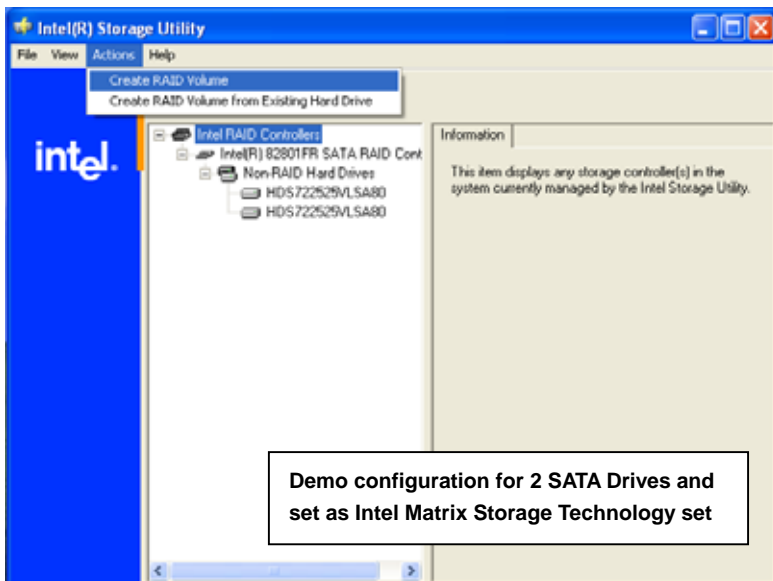 Intel(R) Storage Utility
File View Actions Help
Create RAID Volume
Create RAID Volume from Existing Hard Drive
intel.
Intel RAID Controllers
Intel(R) 82801FR SATA RAID Cont
Non-RAID Hard Drives
HDS722525VLSA80
HDS722525VLSA80
Information
This item displays any storage controller(s) in the
system currently managed by the Intel Storage Utility.
Demo configuration for 2 SATA Drives and
set as Intel Matrix Storage Technology set